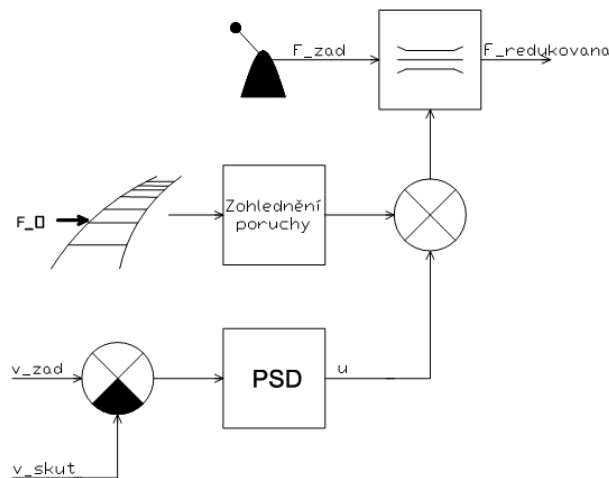 F_zad
F_redukovana
F_O
Zohlednění
poruchy
v_zad
PSD
u
v_skut